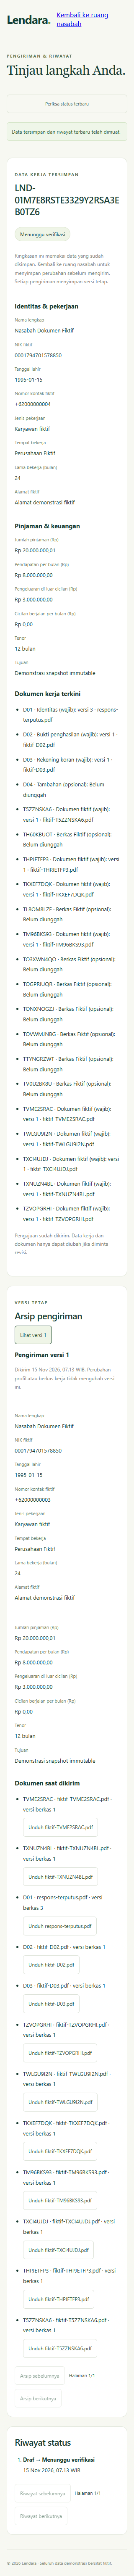 Lendara.
Kembali ke ruang
nasabah
PENGIRIMAN & RIWAYAT
Tinjau langkah Anda.
Periksa status terbaru
Data tersimpan dan riwayat terbaru telah dimuat.
DATA KERJA TERSIMPAN
LND-
01M7E8RSTE3329Y2RSA3E
B0TZ6
Menunggu verifikasi
Ringkasan ini memakai data yang sudah
disimpan. Kembali ke ruang nasabah untuk
menyimpan perubahan sebelum mengirim.
Setiap pengiriman menyimpan versi tetap.
Identitas & pekerjaan
Nama lengkap
Nasabah Dokumen Fiktif
NIK fiktif
0001794701578850
Tanggal lahir
1985-01-15
Nomor kontak fiktif
+62000000004
Jenis pekerjaan
Karyawan fiktif
Tempat bekerja
Perusahaan Fiktif
Lama bekerja (bulan)
24
Alamat fiktif
Alamat demonstrasi fiktif
Pinjaman & keuangan
Jumlah pinjaman (Rp)
Rp 20.000.000,01
Pendapatan per bulan (Rp)
Rp 8.000.000,00
Pengeluaran di luar cicilan (Rp)
Rp 3.000.000,00
Cicilan berjalan per bulan (Rp)
Rp 0,00
Tenor
12 bulan
Tujuan
Demonstrasi snapshot immutable
Dokumen kerja terkini
D01 · Identitas (wajib): versi 3 · respons-
terputus.pdf
D02 · Bukti penghasilan (wajib): versi 1 ·
fiktif-D02.pdf
D03 · Rekening koran (wajib): versi 1 ·
fiktif-D03.pdf
D04 · Tambahan (opsional): Belum
diunggah
TSZZNSKA6 · Dokumen fiktif (wajib):
versi 1 · fiktif-TSZZNSKA6.pdf
TH60KBUOT · Berkas Fiktif (opsional):
Belum diunggah
THPJETFP3 · Dokumen fiktif (wajib): versi
1 · fiktif-THPJETFP3.pdf
TKXEF7DQK · Dokumen fiktif (wajib):
versi 1 · fiktif-TKXEF7DQK.pdf
TLBDMBLZF · Berkas Fiktif (opsional):
Belum diunggah
TM96BKS93 · Dokumen fiktif (wajib):
versi 1 · fiktif-TM96BKS93.pdf
TO3XWN4QO · Berkas Fiktif (opsional):
Belum diunggah
TOGPRJUQR · Berkas Fiktif (opsional):
Belum diunggah
TONXNOGZJ · Berkas Fiktif (opsional):
Belum diunggah
TOVWMJNBG · Berkas Fiktif (opsional):
Belum diunggah
TTYNGRZWT · Berkas Fiktif (opsional):
Belum diunggah
TVDU2BKBU · Berkas Fiktif (opsional):
Belum diunggah
TVME2SRAC · Dokumen fiktif (wajib):
versi 1 · fiktif-TVME2SRAC.pdf
TWLGU9I2N · Dokumen fiktif (wajib):
versi 1 · fiktif-TWLGU9I2N.pdf
TXCI4UJDJ · Dokumen fiktif (wajib): versi
1 · fiktif-TXCI4UJDJ.pdf
TXNUZN4BL · Dokumen fiktif (wajib):
versi 1 · fiktif-TXNUZN4BL.pdf
TZVOPGRHI · Dokumen fiktif (wajib):
versi 1 · fiktif-TZVOPGRHI.pdf
Pengajuan sudah dikirim. Data kerja dan
dokumen hanya dapat diubah jika diminta
revisi.
VERSI TETAP
Arsip pengiriman
Lihat versi 1
Pengiriman versi 1
Dikirim 15 Nov 2026, 07.13 WIB. Perubahan
profil atau berkas kerja tidak mengubah versi
ini.
Nama lengkap
Nasabah Dokumen Fiktif
NIK fiktif
0001794701578850
Tanggal lahir
1985-01-15
Nomor kontak fiktif
+62000000003
Jenis pekerjaan
Karyawan fiktif
Tempat bekerja
Perusahaan Fiktif
Lama bekerja (bulan)
24
Alamat fiktif
Alamat demonstrasi fiktif
Jumlah pinjaman (Rp)
Rp 20.000.000,01
Pendapatan per bulan (Rp)
Rp 8.000.000,00
Pengeluaran di luar cicilan (Rp)
Rp 3.000.000,00
Cicilan berjalan per bulan (Rp)
Rp 0,00
Tenor
12 bulan
Tujuan
Demonstrasi snapshot immutable
Dokumen saat dikirim
TVME2SRAC · fiktif-TVME2SRAC.pdf ·
versi berkas 1
Unduh fiktif-TVME2SRAC.pdf
TXNUZN4BL · fiktif-TXNUZN4BL.pdf ·
versi berkas 1
Unduh fiktif-TXNUZN4BL.pdf
D01 · respons-terputus.pdf · versi
berkas 3
Unduh respons-terputus.pdf
D02 · fiktif-D02.pdf · versi berkas 1
Unduh fiktif-D02.pdf
D03 · fiktif-D03.pdf · versi berkas 1
Unduh fiktif-D03.pdf
TZVOPGRHI · fiktif-TZVOPGRHI.pdf ·
versi berkas 1
Unduh fiktif-TZVOPGRHI.pdf
TWLGU9I2N · fiktif-TWLGU9I2N.pdf ·
versi berkas 1
Unduh fiktif-TWLGU9I2N.pdf
TKXEF7DQK · fiktif-TKXEF7DQK.pdf ·
versi berkas 1
Unduh fiktif-TKXEF7DQK.pdf
TM96BKS93 · fiktif-TM96BKS93.pdf ·
versi berkas 1
Unduh fiktif-TM96BKS93.pdf
TXCI4UJDJ · fiktif-TXCI4UJDJ.pdf · versi
berkas 1
Unduh fiktif-TXCI4UJDJ.pdf
THPJETFP3 · fiktif-THPJETFP3.pdf · versi
berkas 1
Unduh fiktif-THPJETFP3.pdf
TSZZNSKA6 · fiktif-TSZZNSKA6.pdf ·
versi berkas 1
Unduh fiktif-TSZZNSKA6.pdf
Arsip sebelumnya
Halaman 1/1
Arsip berikutnya
Riwayat status
1. Draf → Menunggu verifikasi
15 Nov 2026, 07.13 WIB
Riwayat sebelumnya
Halaman 1/1
Riwayat berikutnya
© 2026 Lendara · Seluruh data demonstrasi bersifat fiktif.